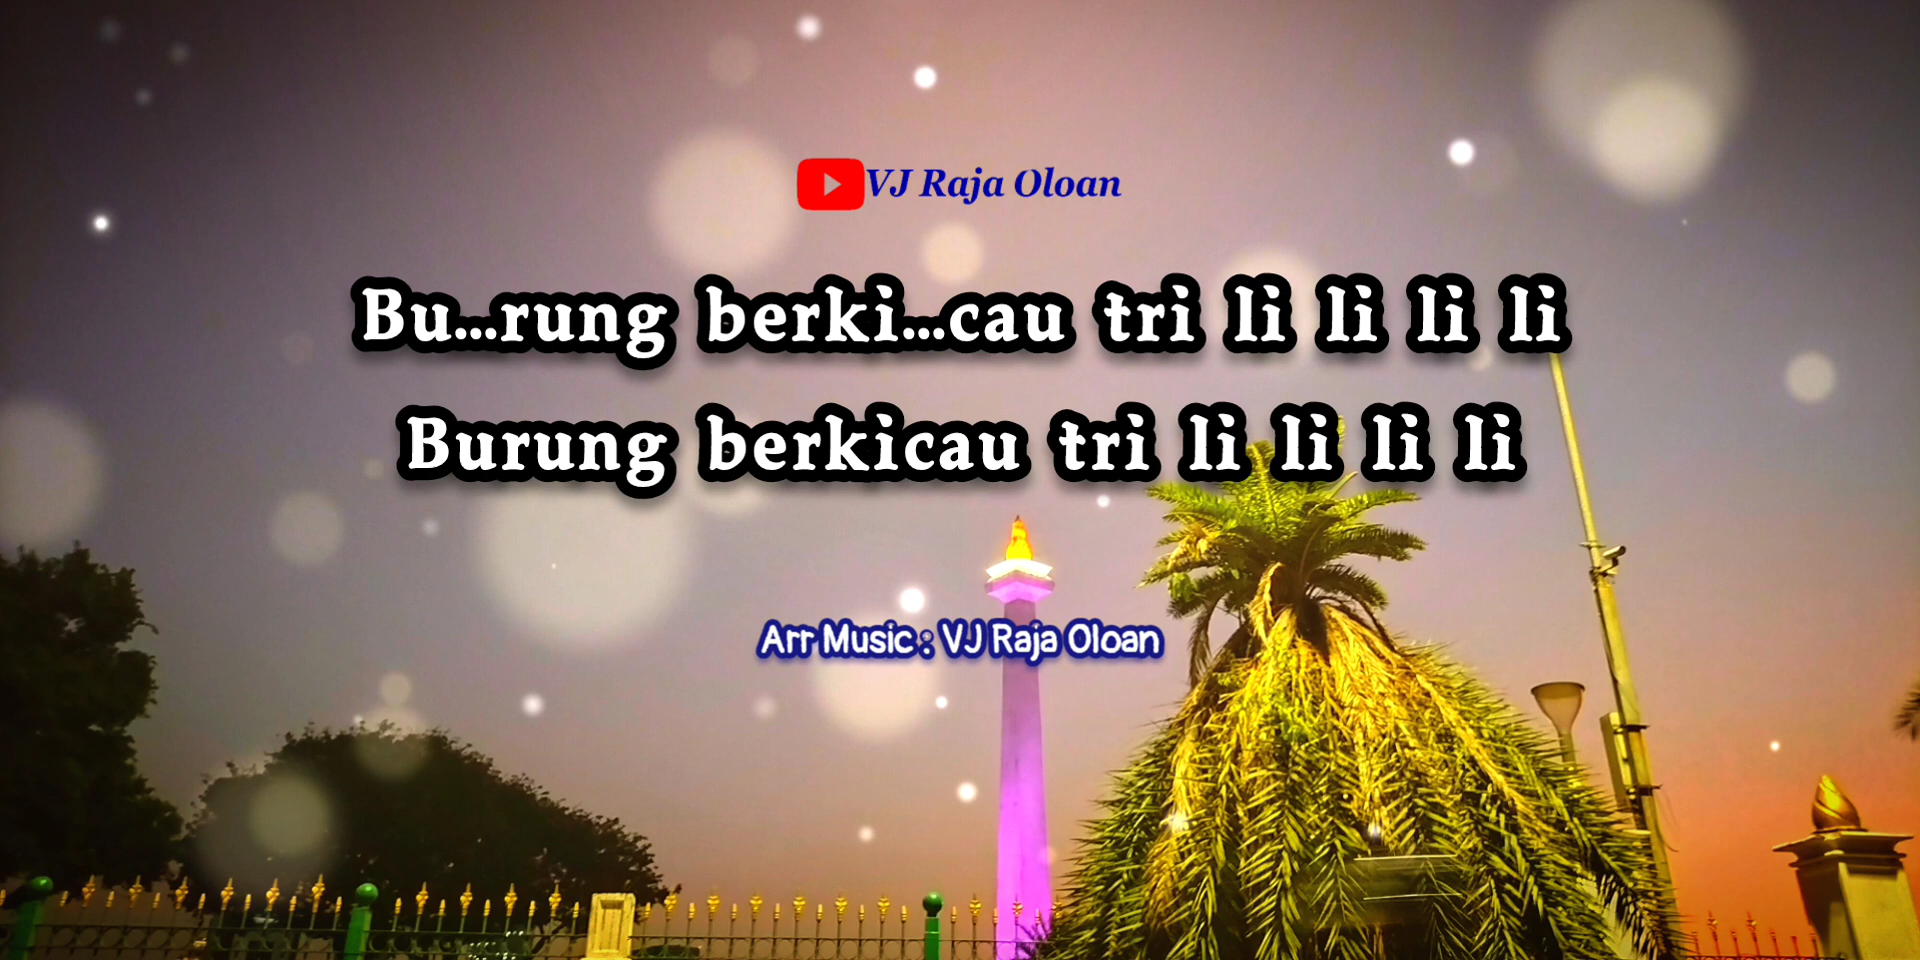 VJ Raja Oloan
Bu...rung berki...cau tri li li li li
Burung berkicau tri li li li li
Arr Music : VJ Raja Oloan